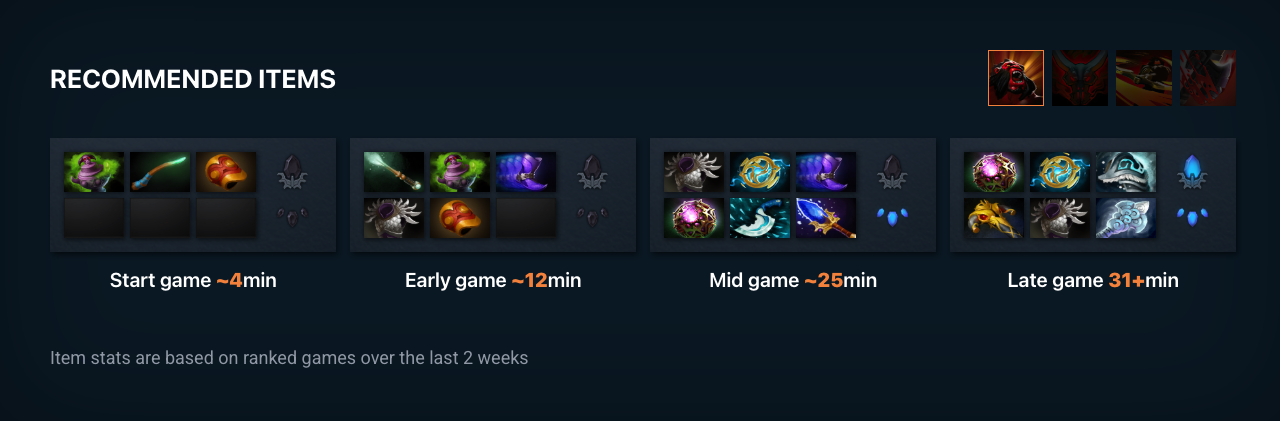 RECOMMENDED ITEMS
Start game ~4min
Early game ~12min
Mid game ~25min
Late game 31+min
Item stats are based on ranked games over the last 2 weeks